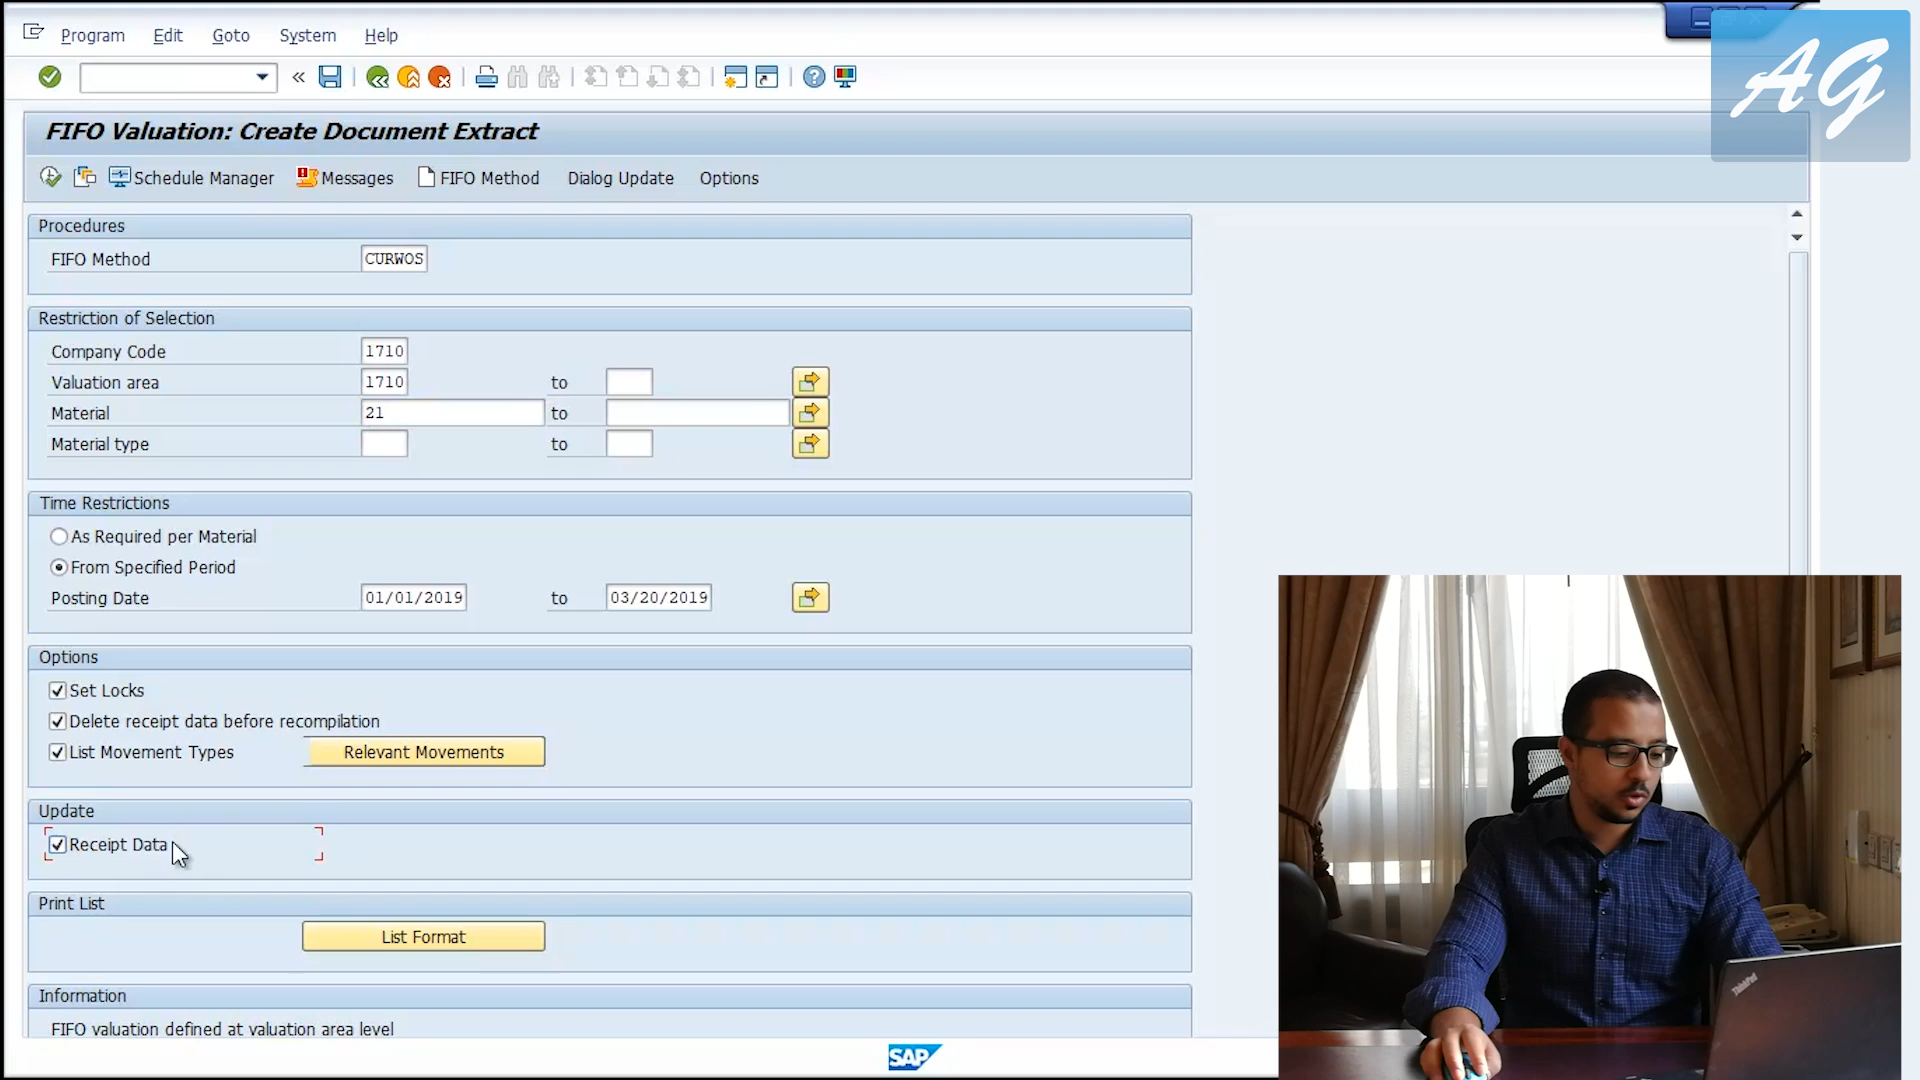 Program Edit Goto System Help
AG
FIFO Valuation: Create Document Extract
Schedule Manager Messages FIFO Method Dialog Update Options
Procedures
FIFO Method CURWOS
Restriction of Selection
Company Code 1710
Valuation area 1710 to
Material 21 to
Material type to
Time Restrictions
As Required per Material
From Specified Period
Posting Date 01/01/2019 to 03/20/2019
Options
Set Locks
Delete receipt data before recompilation
List Movement Types Relevant Movements
Update
Receipt Data
Print List
List Format
Information
FIFO valuation defined at valuation area level
SAP
ThinkPad